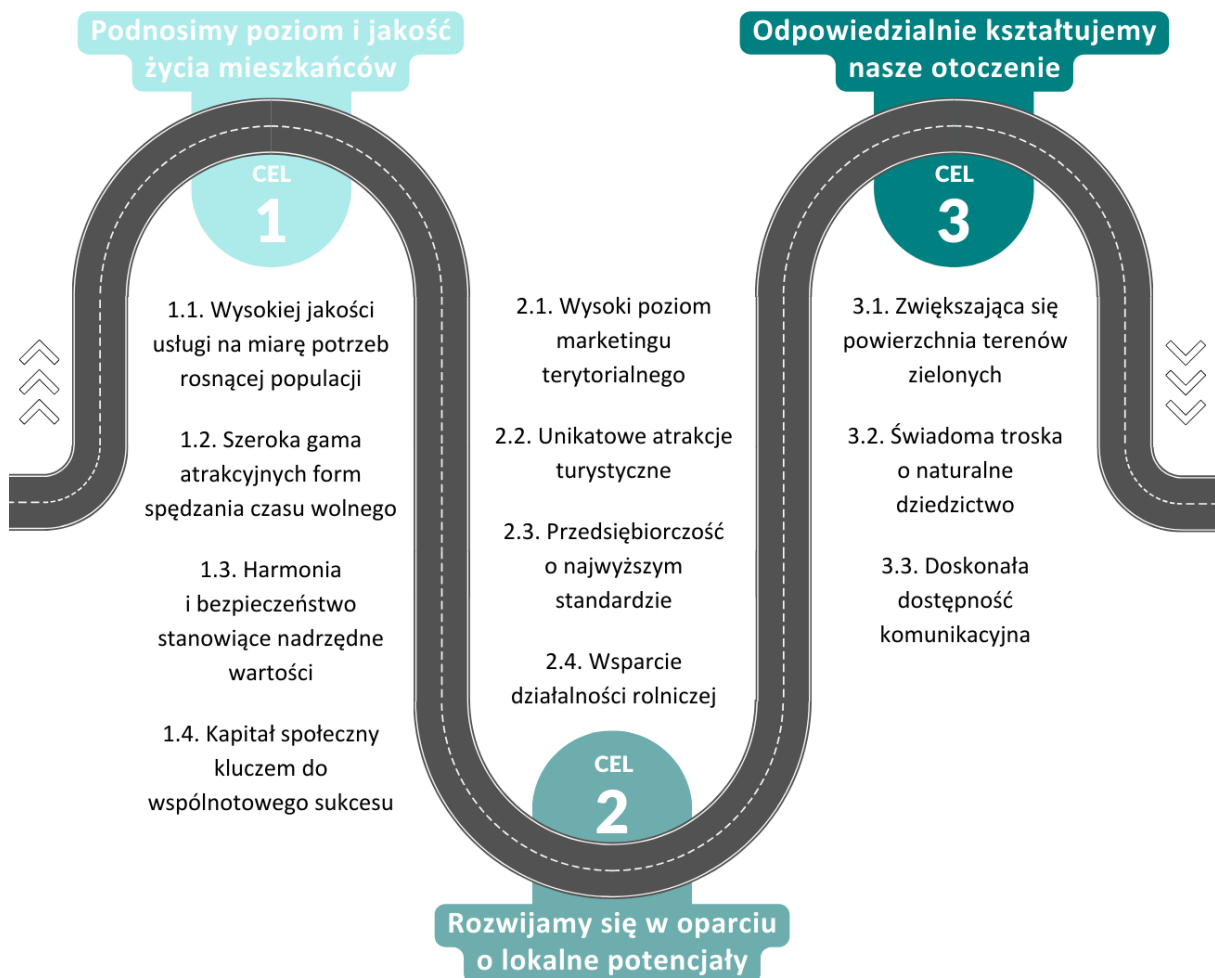 Podnosimy poziom i jakość
życia mieszkańców
CEL
1
1.1. Wysokiej jakości
usługi na miarę potrzeb
rosnącej populacji
1.2. Szeroka gama
atrakcyjnych form
spędzania czasu wolnego
1.3. Harmonia
i bezpieczeństwo
stanowiące nadrzędne
wartości
1.4. Kapitał społeczny
kluczem do
wspólnotowego sukcesu
2.1. Wysoki poziom
marketingu
terytorialnego
2.2. Unikatowe atrakcje
turystyczne
2.3. Przedsiębiorczość
o najwyższym
standardzie
2.4. Wsparcie
działalności rolniczej
CEL
2
Rozwijamy się w oparciu
o lokalne potencjały
Odpowiedzialnie kształtujemy
nasze otoczenie
CEL
3
3.1. Zwiększająca się
powierzchnia terenów
zielonych
3.2. Świadoma troska
o naturalne
dziedzictwo
3.3. Doskonała
dostępność
komunikacyjna